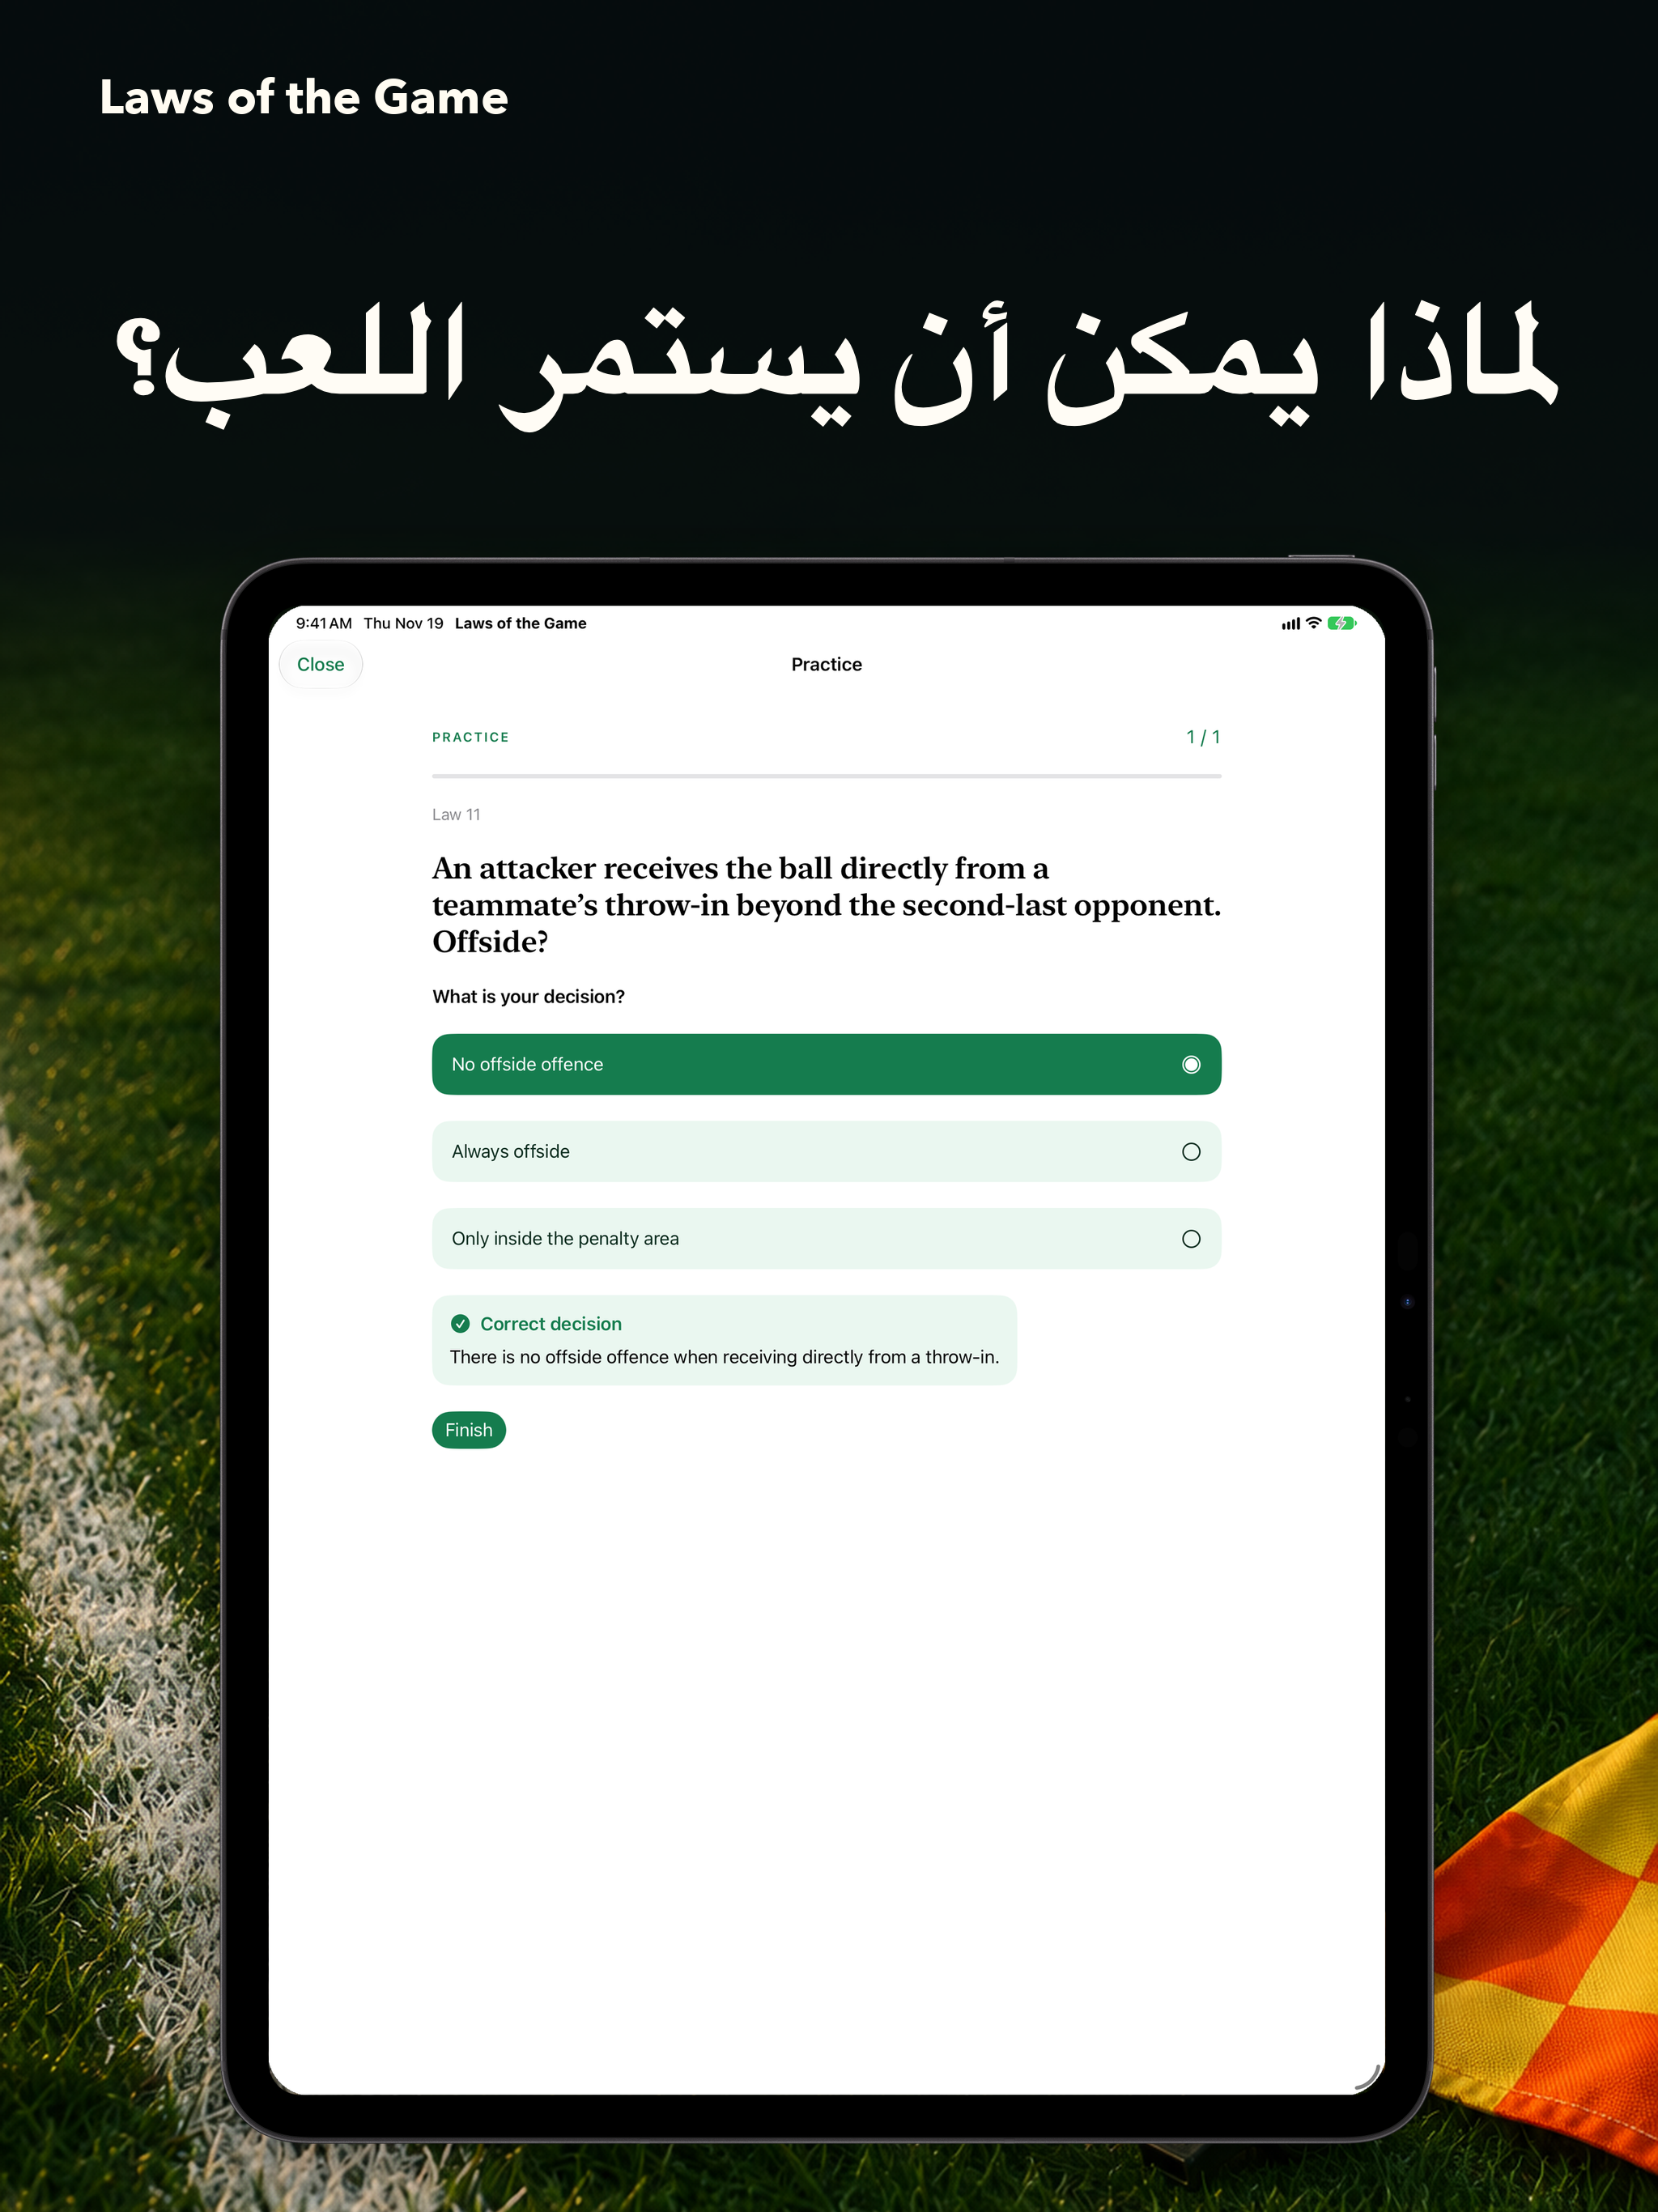 Laws of the Game
لماذا يمكن أن يستمر اللعب؟
9:41 AM Thu Nov 19 Laws of the Game
Close
Practice
PRACTICE
1 / 1
Law 11
An attacker receives the ball directly from a
teammate’s throw-in beyond the second-last opponent.
Offside?
What is your decision?
No offside offence
Always offside
Only inside the penalty area
Correct decision
There is no offside offence when receiving directly from a throw-in.
Finish